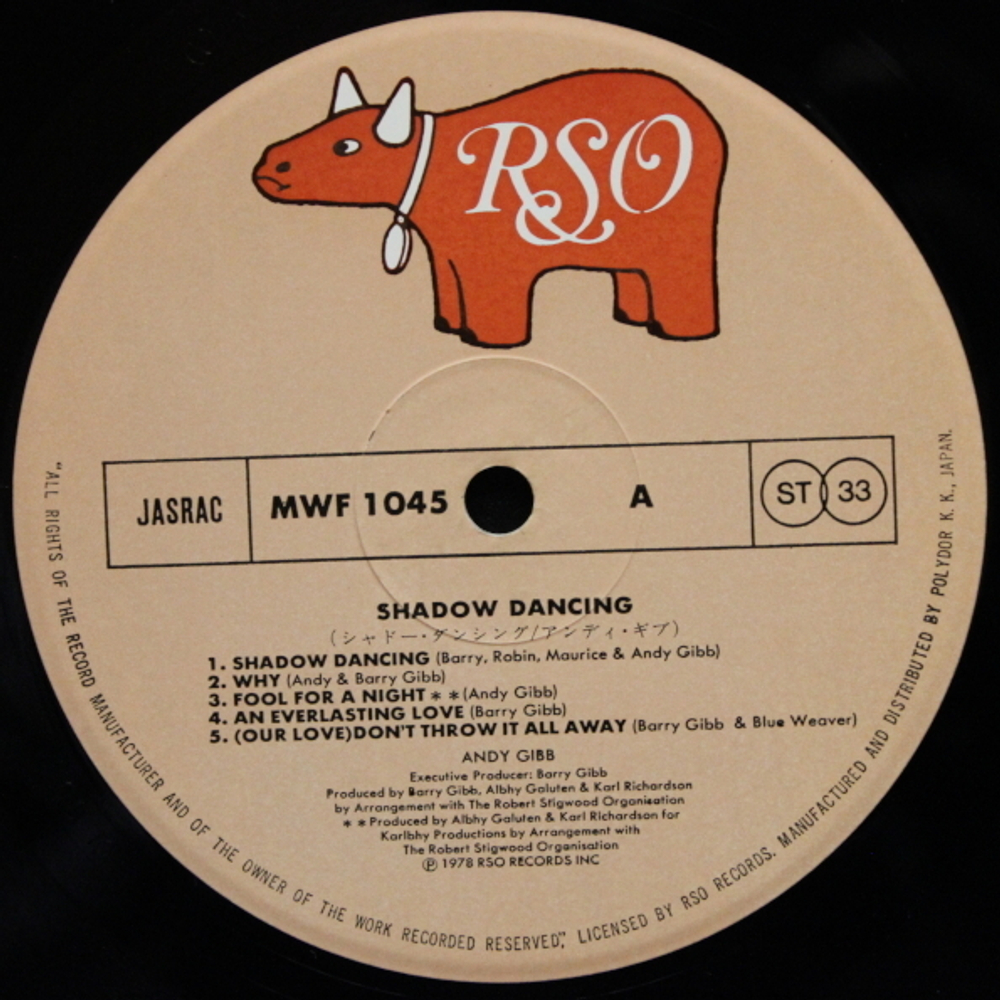 RSO
JASRAC MWF 1045 A ST 33
SHADOW DANCING
(シャドー・ダンシング/アンディ・ギブ)
1. SHADOW DANCING (Barry, Robin, Maurice & Andy Gibb)
2. WHY (Andy & Barry Gibb)
3. FOOL FOR A NIGHT * * (Andy Gibb)
4. AN EVERLASTING LOVE (Barry Gibb)
5. (OUR LOVE)DON'T THROW IT ALL AWAY (Barry Gibb & Blue Weaver)
ANDY GIBB
Executive Producer: Barry Gibb
Produced by Barry Gibb, Albhy Galuten & Karl Richardson
by Arrangement with The Robert Stigwood Organisation
* * Produced by Albhy Galuten & Karl Richardson for
Karlbhy Productions by Arrangement with
The Robert Stigwood Organisation
Ⓟ 1978 RSO RECORDS INC
"ALL RIGHTS OF THE RECORD MANUFACTURER AND OF THE OWNER OF THE WORK RECORDED RESERVED", LICENSED BY RSO RECORDS. MANUFACTURED AND DISTRIBUTED BY POLYDOR K. K., JAPAN.